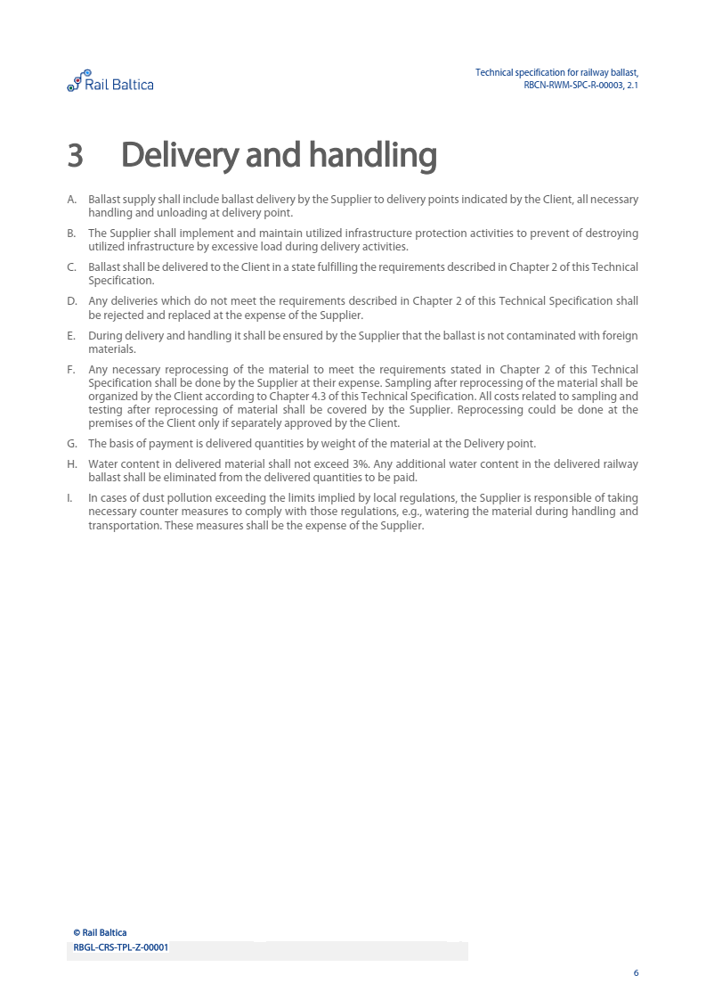 Rail Baltica
Technical specification for railway ballast,
RBCN-RWM-SPC-R-00003, 2.1
3 Delivery and handling
A. Ballast supply shall include ballast delivery by the Supplier to delivery points indicated by the Client, all necessary
handling and unloading at delivery point.
B. The Supplier shall implement and maintain utilized infrastructure protection activities to prevent of destroying
utilized infrastructure by excessive load during delivery activities.
C. Ballast shall be delivered to the Client in a state fulfilling the requirements described in Chapter 2 of this Technical
Specification.
D. Any deliveries which do not meet the requirements described in Chapter 2 of this Technical Specification shall
be rejected and replaced at the expense of the Supplier.
E. During delivery and handling it shall be ensured by the Supplier that the ballast is not contaminated with foreign
materials.
F. Any necessary reprocessing of the material to meet the requirements stated in Chapter 2 of this Technical
Specification shall be done by the Supplier at their expense. Sampling after reprocessing of the material shall be
organized by the Client according to Chapter 4.3 of this Technical Specification. All costs related to sampling and
testing after reprocessing of material shall be covered by the Supplier. Reprocessing could be done at the
premises of the Client only if separately approved by the Client.
G. The basis of payment is delivered quantities by weight of the material at the Delivery point.
H. Water content in delivered material shall not exceed 3%. Any additional water content in the delivered railway
ballast shall be eliminated from the delivered quantities to be paid.
I. In cases of dust pollution exceeding the limits implied by local regulations, the Supplier is responsible of taking
necessary counter measures to comply with those regulations, e.g., watering the material during handling and
transportation. These measures shall be the expense of the Supplier.
© Rail Baltica
RBGL-CRS-TPL-Z-00001
6